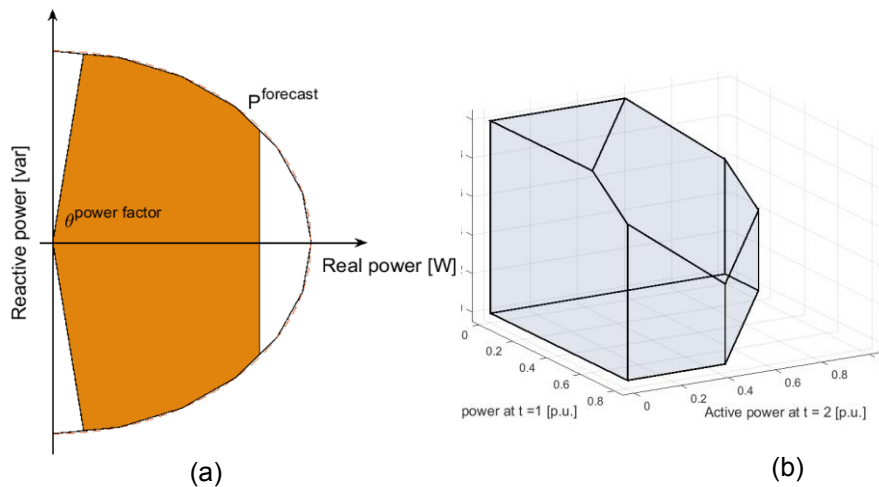 Reactive power [var]
P^forecast
θ^power factor
Real power [W]
(a)
0
0.2
0.4
0.6
0.8
0
0.2
0.4
0.6
0.8
power at t =1 [p.u.]
Active power at t = 2 [p.u.]
(b)